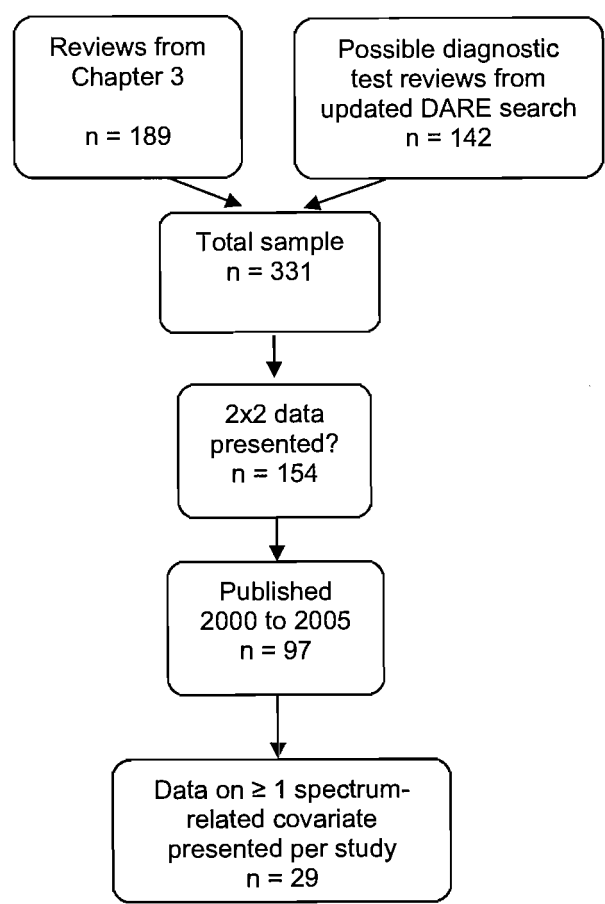 Reviews from
Chapter 3
n = 189
Possible diagnostic
test reviews from
updated DARE search
n = 142
Total sample
n = 331
2x2 data
presented?
n = 154
Published
2000 to 2005
n = 97
Data on ≥ 1 spectrum-
related covariate
presented per study
n = 29